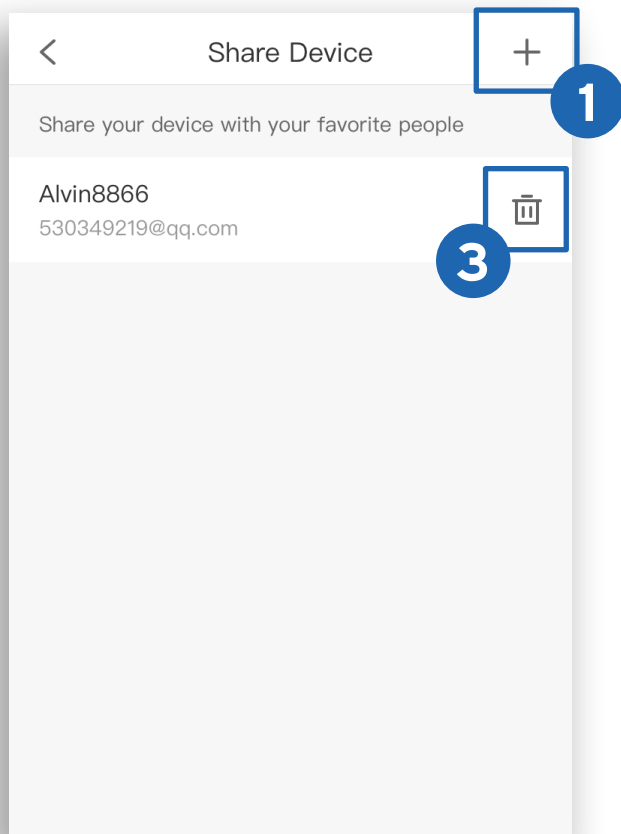 Share Device
1
Share your device with your favorite people
Alvin8866
530349219@qq.com
3